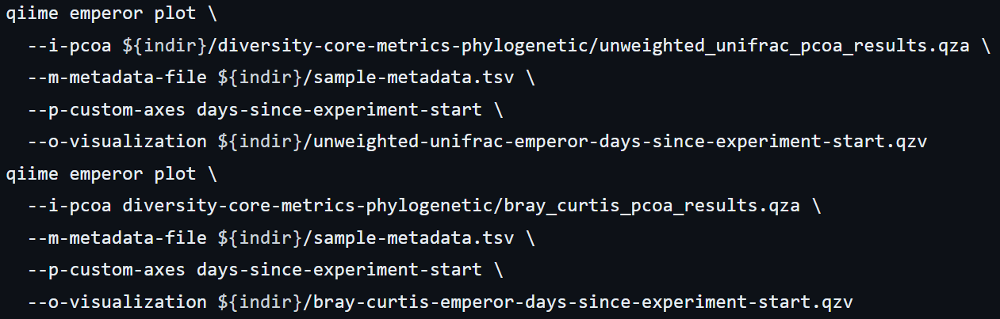 qiime emperor plot \
  --i-pcoa ${indir}/diversity-core-metrics-phylogenetic/unweighted_unifrac_pcoa_results.qza \
  --m-metadata-file ${indir}/sample-metadata.tsv \
  --p-custom-axes days-since-experiment-start \
  --o-visualization ${indir}/unweighted-unifrac-emperor-days-since-experiment-start.qzv
qiime emperor plot \
  --i-pcoa diversity-core-metrics-phylogenetic/bray_curtis_pcoa_results.qza \
  --m-metadata-file ${indir}/sample-metadata.tsv \
  --p-custom-axes days-since-experiment-start \
  --o-visualization ${indir}/bray-curtis-emperor-days-since-experiment-start.qzv